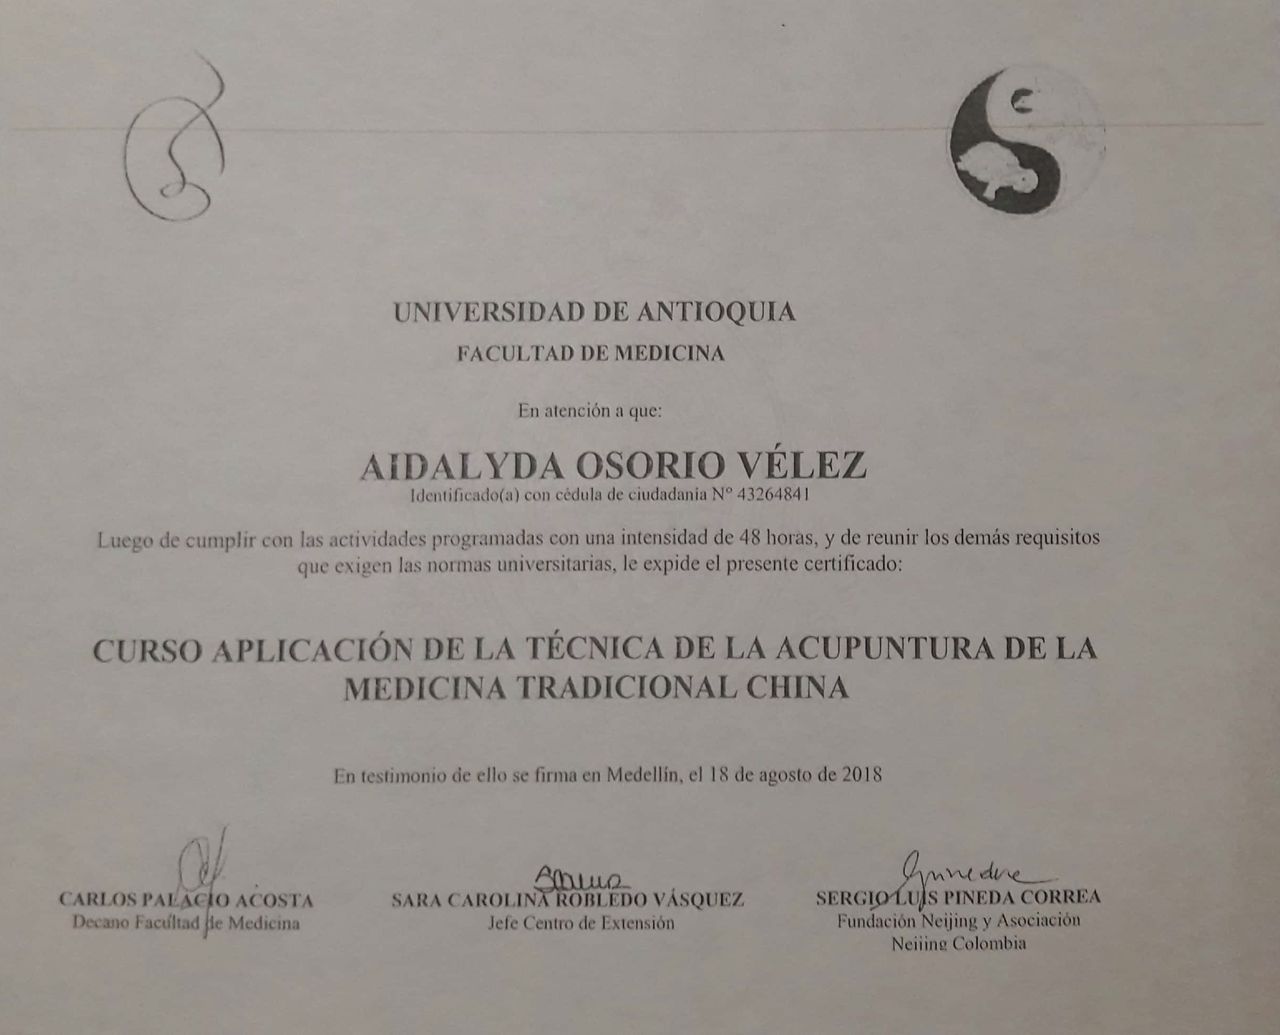 UNIVERSIDAD DE ANTIOQUIA
FACULTAD DE MEDICINA
En atención a que:
AIDALYDA OSORIO VÉLEZ
Identificado(a) con cédula de ciudadanía Nº 43264841
Luego de cumplir con las actividades programadas con una intensidad de 48 horas, y de reunir los demás requisitos
que exigen las normas universitarias, le expide el presente certificado:
CURSO APLICACIÓN DE LA TÉCNICA DE LA ACUPUNTURA DE LA
MEDICINA TRADICIONAL CHINA
En testimonio de ello se firma en Medellín, el 18 de agosto de 2018
CARLOS PALACIO ACOSTA
Decano Facultad de Medicina
SARA CAROLINA ROBLEDO VÁSQUEZ
Jefe Centro de Extensión
SERGIO LUIS PINEDA CORREA
Fundación Neijing y Asociación
Neijing Colombia